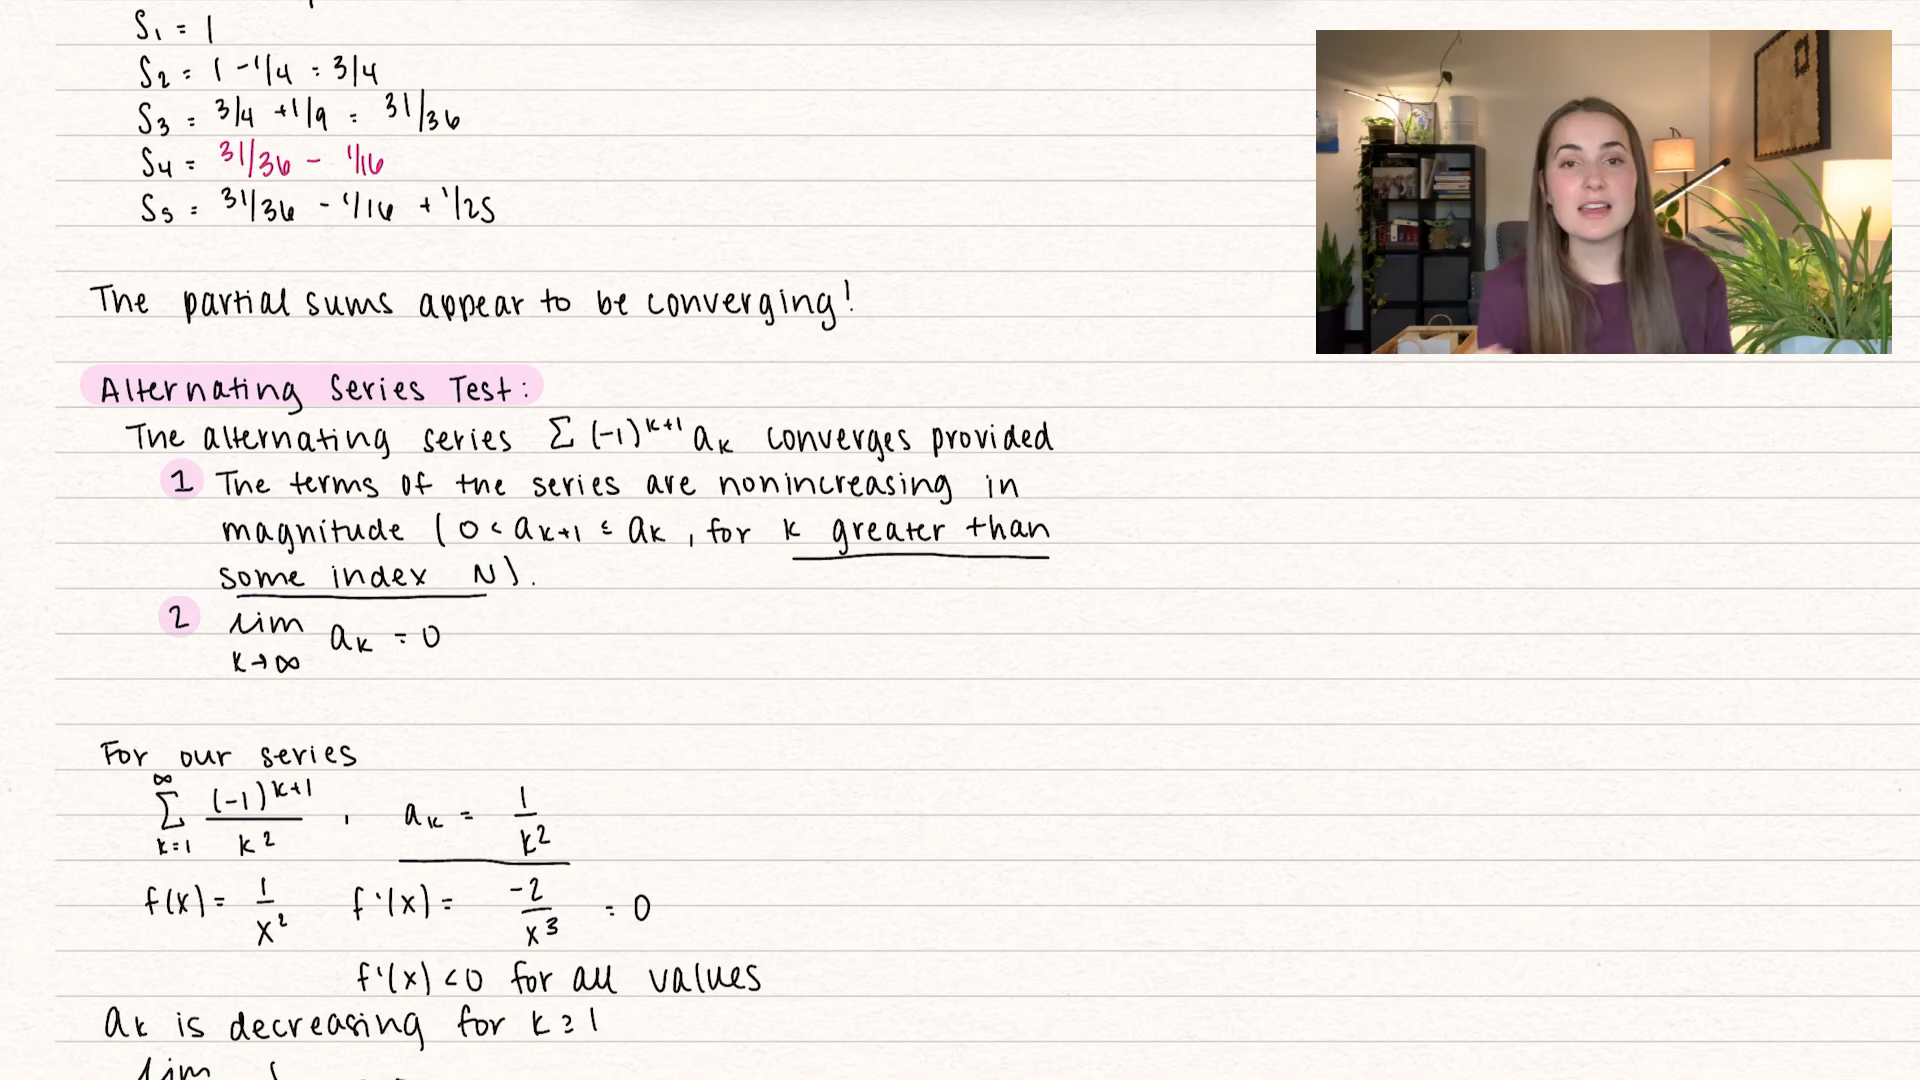 S₁ = 1
S₂ = 1 - 1/4 = 3/4
S₃ = 3/4 + 1/9 = 31/36
S₄ = 31/36 - 1/16
S₅ = 31/36 - 1/16 + 1/25
The partial sums appear to be converging!
Alternating Series Test:
The alternating series Σ (-1)ᵏ⁺¹ aₖ converges provided
1 The terms of the series are nonincreasing in
magnitude (0 < aₖ₊₁ ≤ aₖ, for k greater than
some index N).
2 lim aₖ = 0
k→∞
For our series
∞
Σ (-1)ᵏ⁺¹ / k² , aₖ = 1 / k²
k=1
f(x) = 1 / x² f'(x) = -2 / x³ = 0
f'(x) < 0 for all values
aₖ is decreasing for k ≥ 1
lim